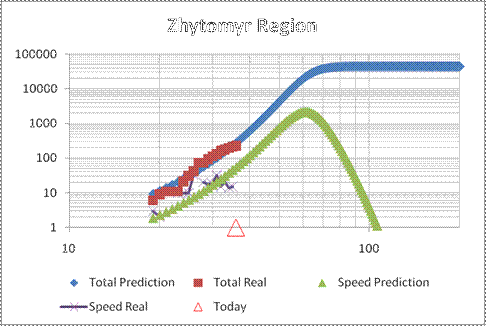 Zhytomyr Region
100000
10000
1000
100
10
1
10 100
Total Prediction Total Real Speed Prediction
Speed Real Today